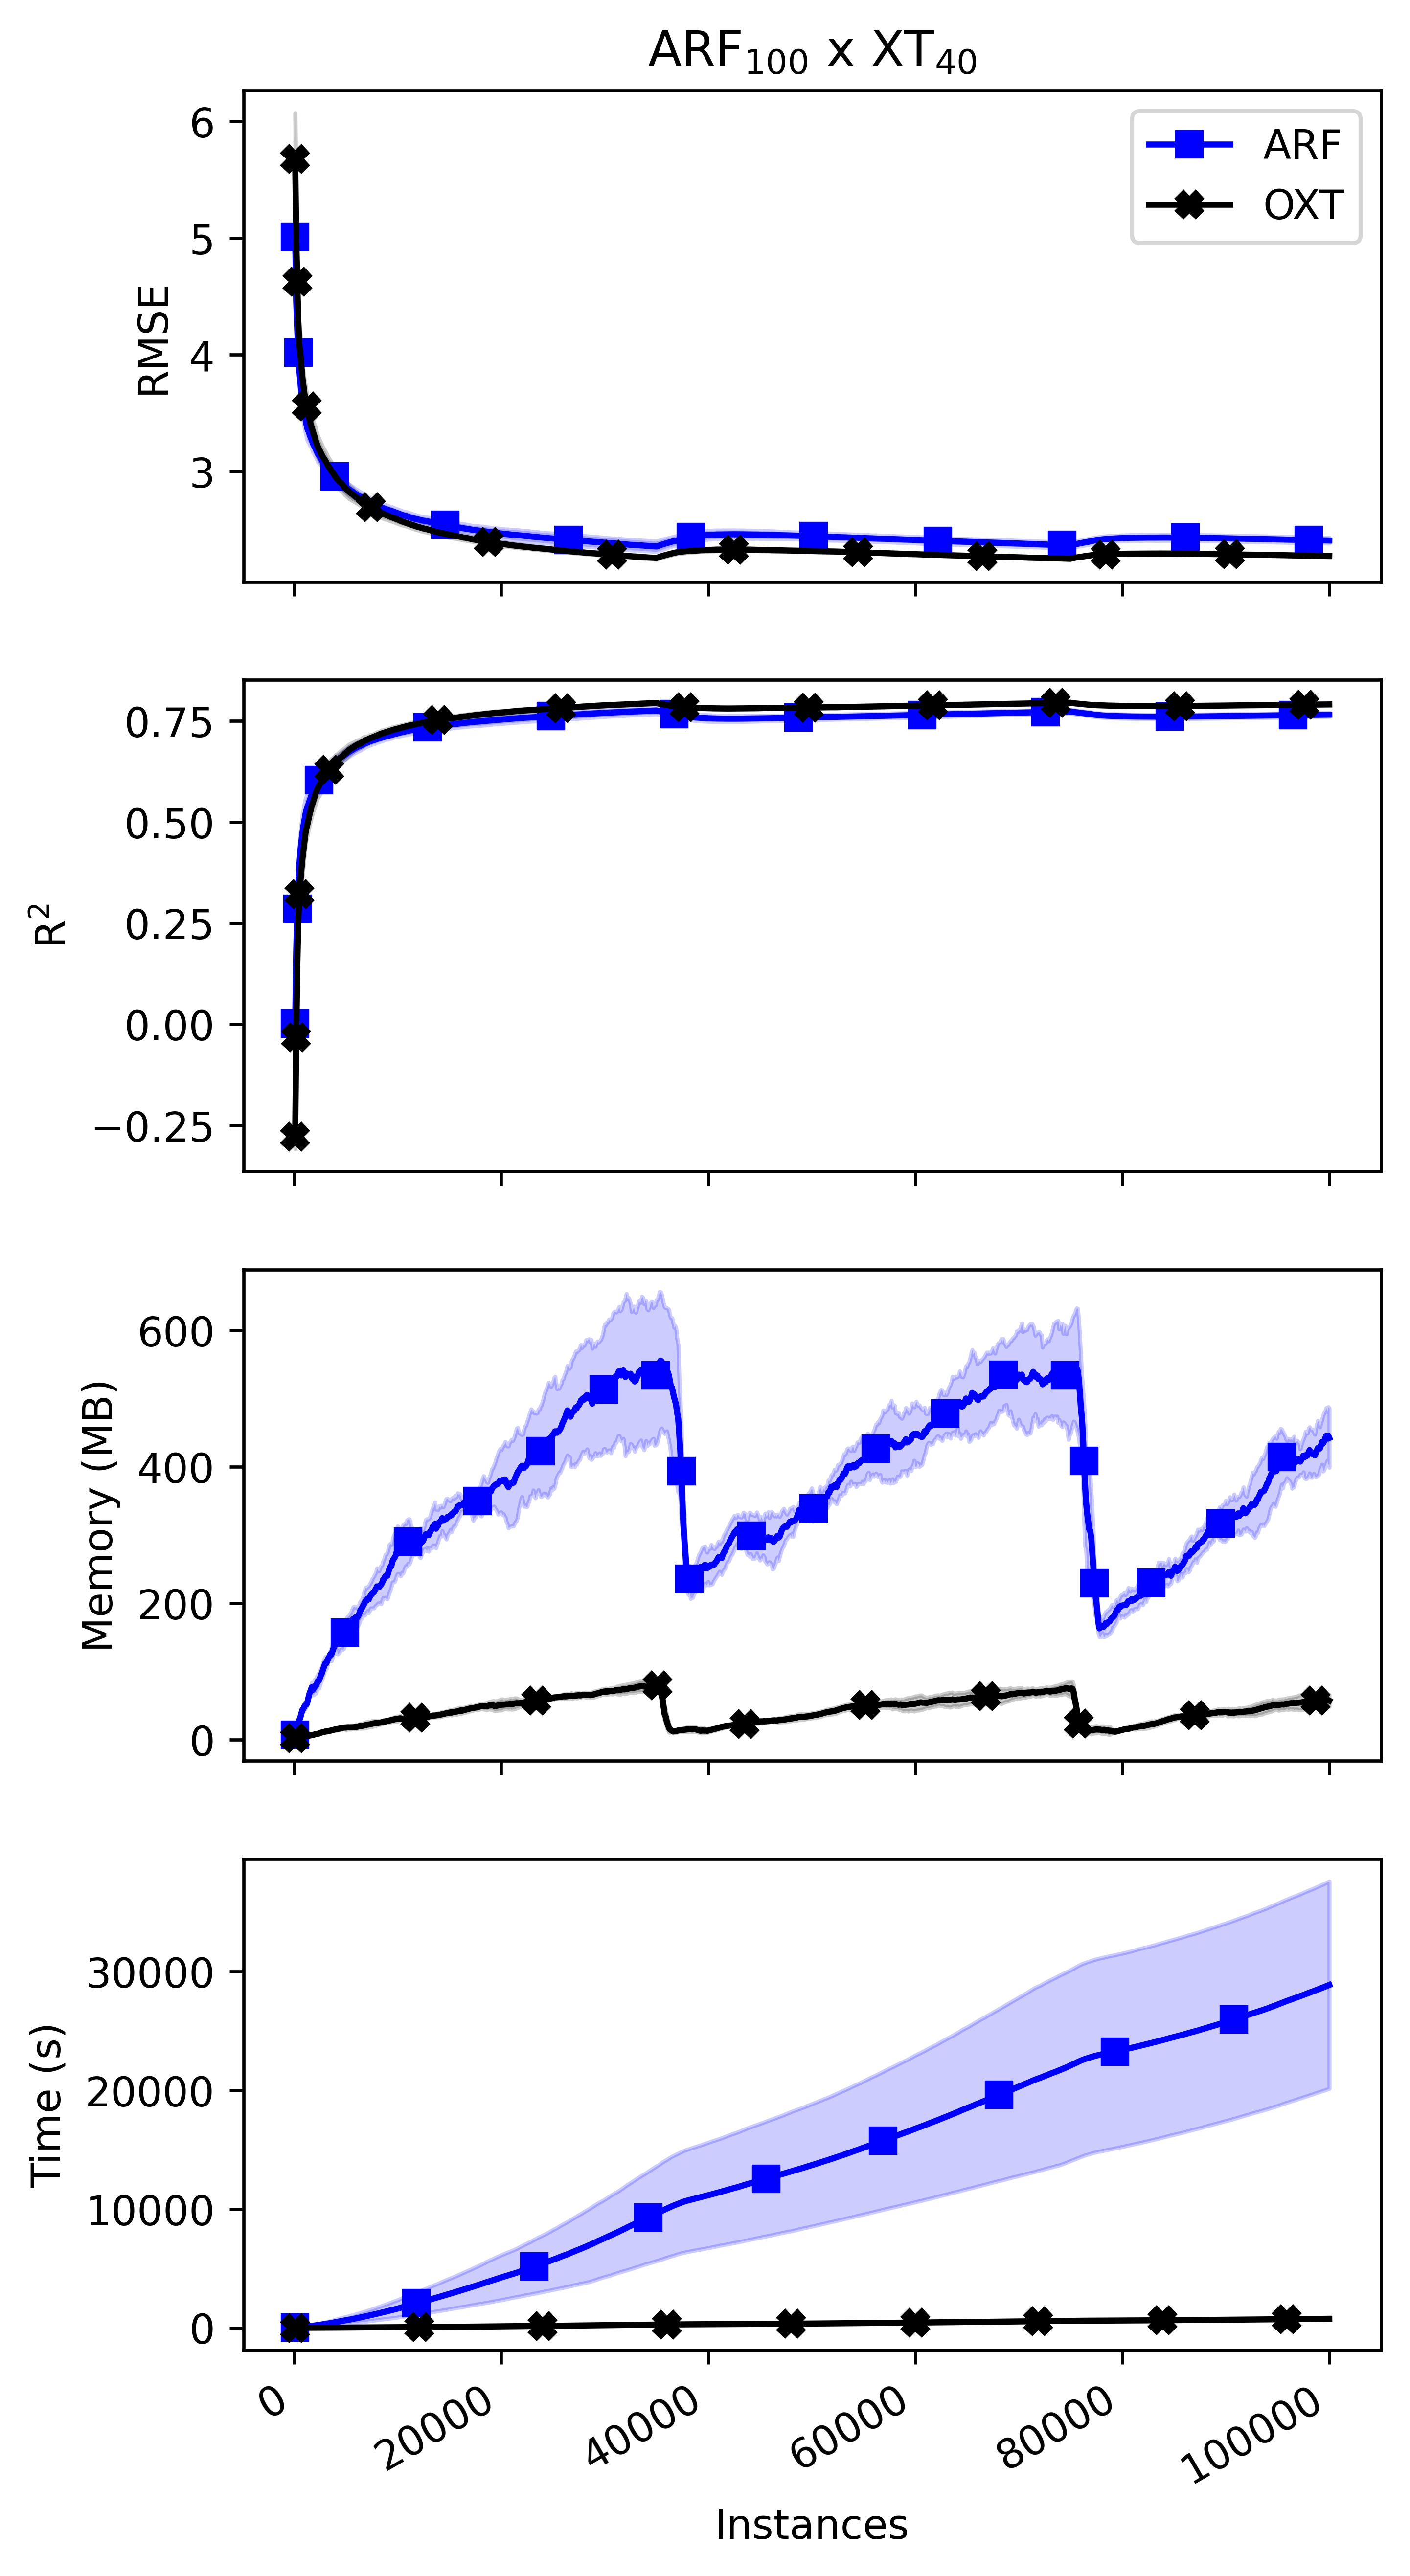 ARF₁₀₀ x XT₄₀
6
5
4
3
RMSE
ARF
OXT
0.75
0.50
0.25
0.00
−0.25
R²
600
400
200
0
Memory (MB)
30000
20000
10000
0
Time (s)
0
20000
40000
60000
80000
100000
Instances